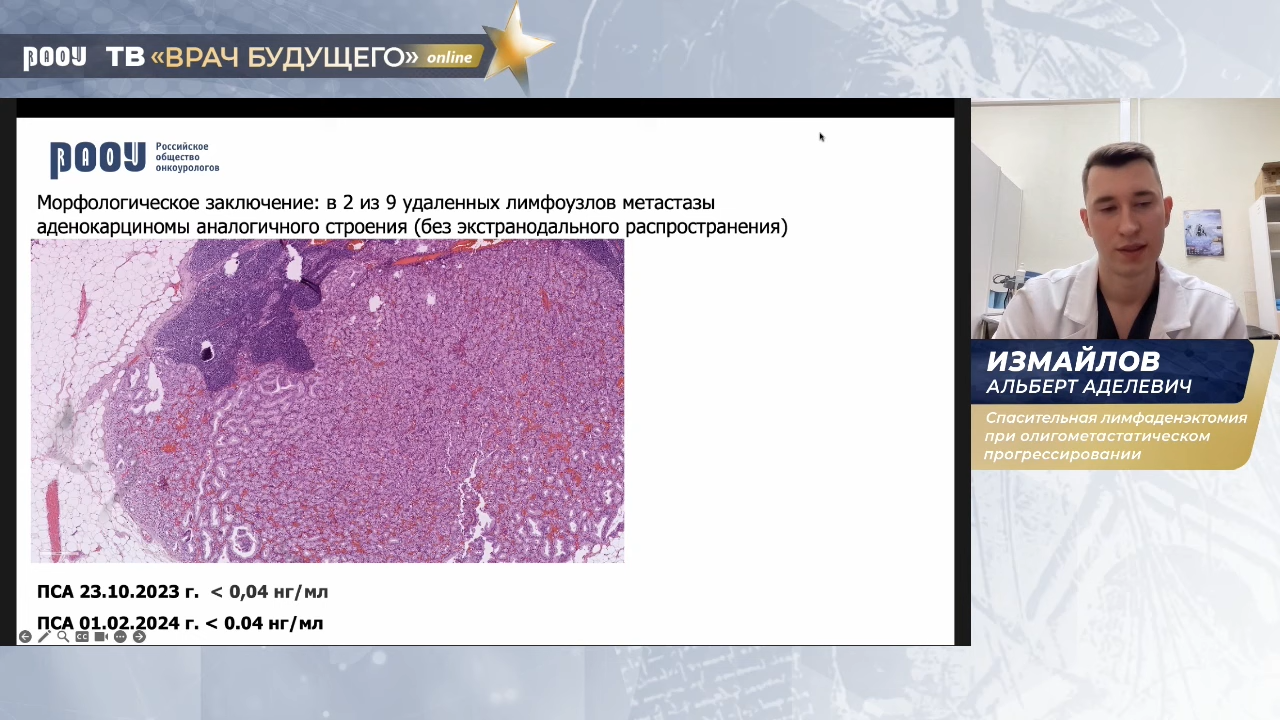 РООУ ТВ «ВРАЧ БУДУЩЕГО» online
РООУ
Российское
общество
онкоурологов
Морфологическое заключение: в 2 из 9 удаленных лимфоузлов метастазы
аденокарциномы аналогичного строения (без экстранодального распространения)
ПСА 23.10.2023 г. < 0,04 нг/мл
ПСА 01.02.2024 г. < 0.04 нг/мл
ИЗМАЙЛОВ
АЛЬБЕРТ АДЕЛЕВИЧ
Спасительная лимфаденэктомия
при олигометастатическом
прогрессировании